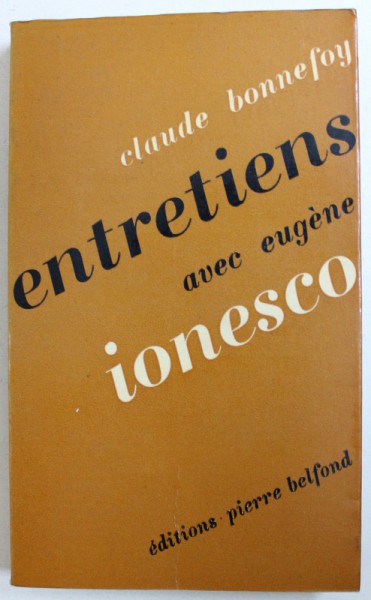 claude bonnefoy
entretiens
avec eugène
ionesco
éditions pierre belfond